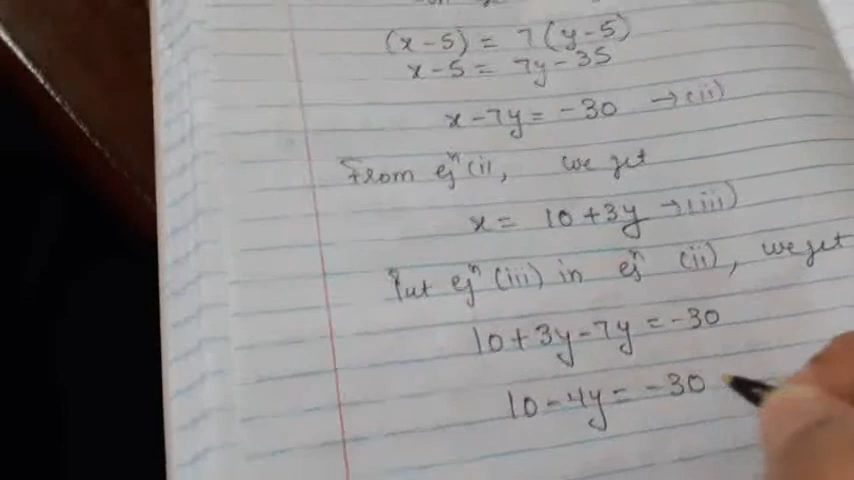 (x-5) = 7(y-5)
x-5 = 7y-35
x-7y = -30 → (ii)
From eqⁿ (i), we get
x = 10+3y → (iii)
Put eqⁿ (iii) in eqⁿ (ii), we get
10+3y-7y = -30
10-4y = -30